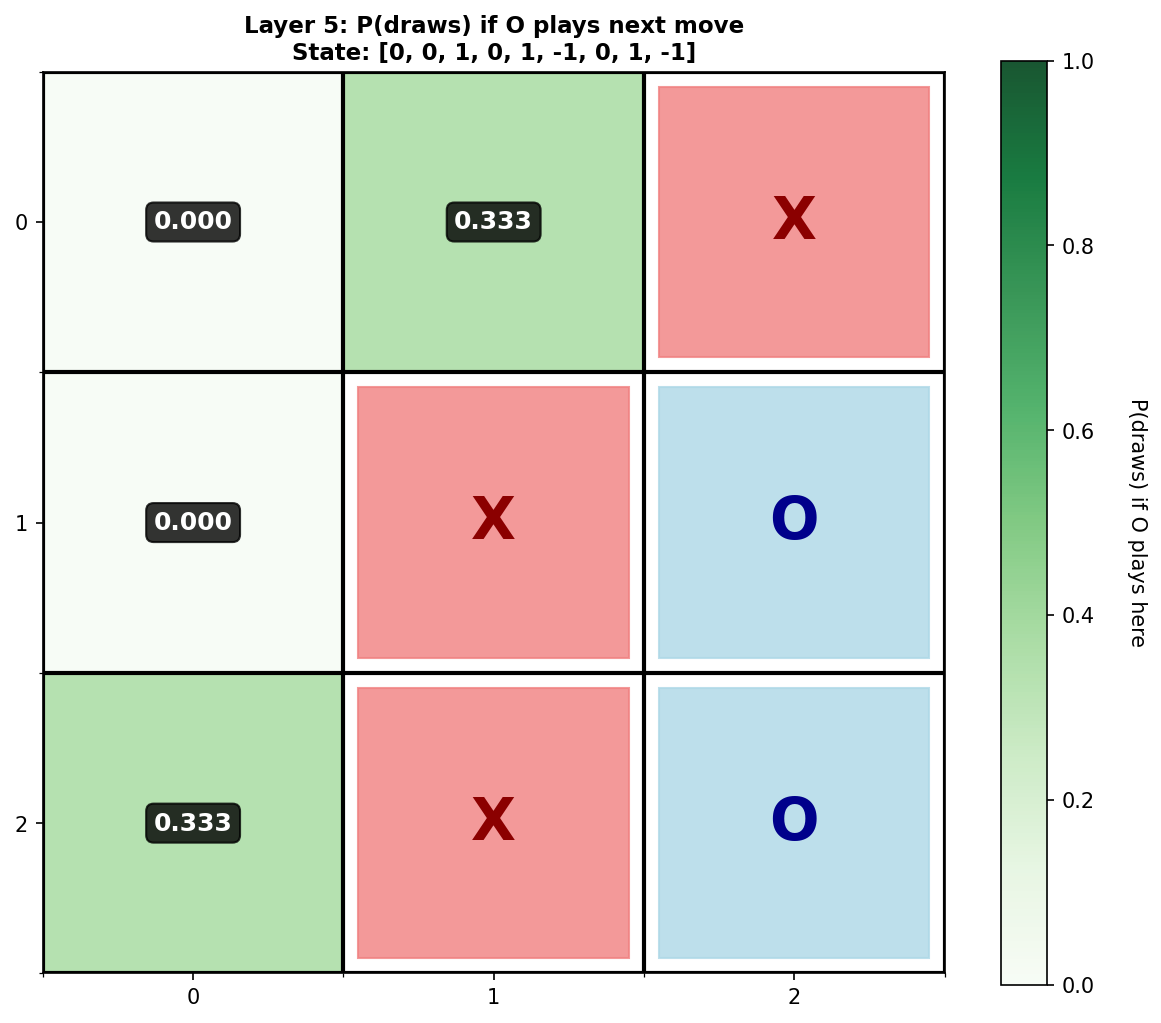 Layer 5: P(draws) if O plays next move
State: [0, 0, 1, 0, 1, -1, 0, 1, -1]
0 0.000 0.333 X
1 0.000 X O
2 0.333 X O
0 1 2
1.0
0.8
0.6
0.4
0.2
0.0
P(draws) if O plays here